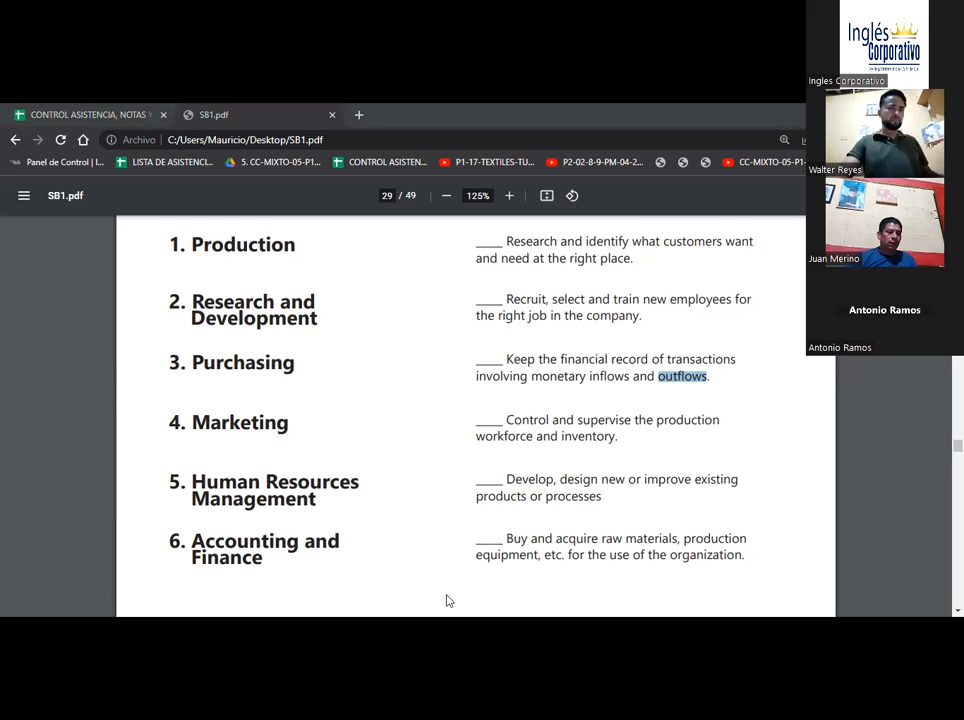 Inglés
Corporativo
Ingles Corporativo
CONTROL ASISTENCIA, NOTAS Y
SB1.pdf
Archivo
C:/Users/Mauricio/Desktop/SB1.pdf
Walter Reyes
Panel de Control | I...
LISTA DE ASISTENCI...
5. CC-MIXTO-05-P1...
CONTROL ASISTEN...
P1-17-TEXTILES-TU...
P2-02-8-9-PM-04-2...
CC-MIXTO-05-P1-
SB1.pdf
29 / 49
125%
Juan Merino
Antonio Ramos
Antonio Ramos
1. Production
____ Research and identify what customers want
and need at the right place.
2. Research and
Development
____ Recruit, select and train new employees for
the right job in the company.
3. Purchasing
____ Keep the financial record of transactions
involving monetary inflows and outflows.
4. Marketing
____ Control and supervise the production
workforce and inventory.
5. Human Resources
Management
____ Develop, design new or improve existing
products or processes
6. Accounting and
Finance
____ Buy and acquire raw materials, production
equipment, etc. for the use of the organization.